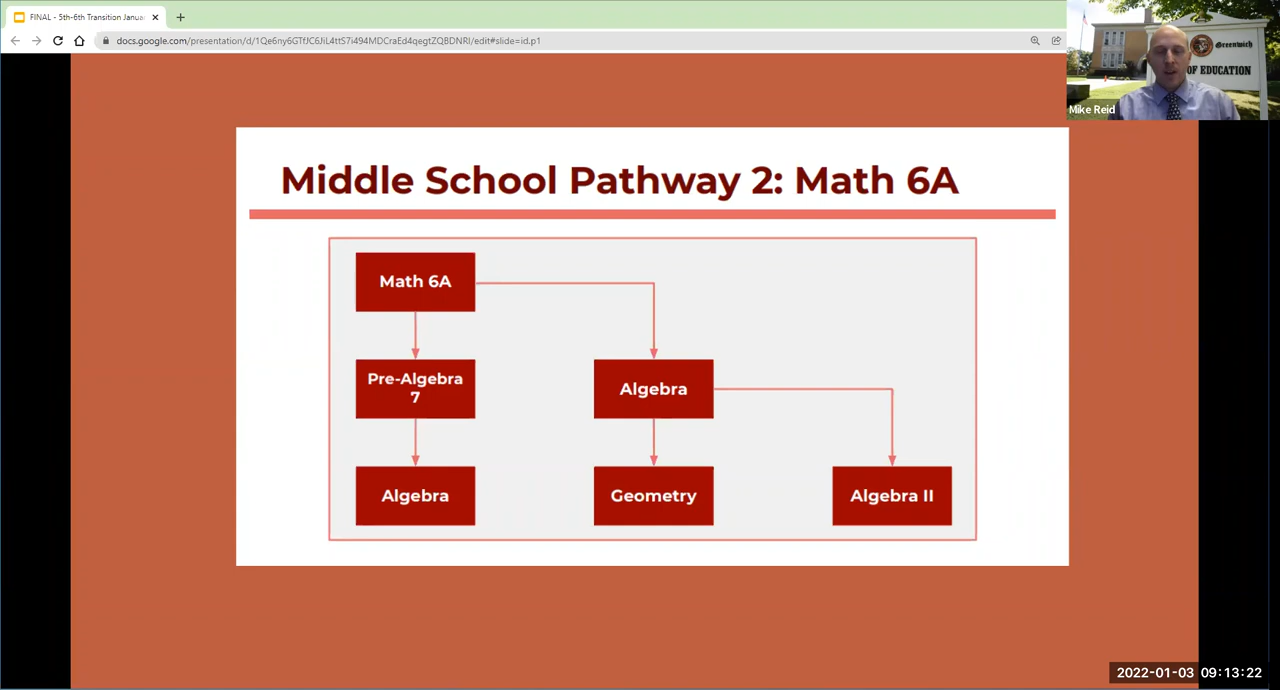 FINAL - 5th-6th Transition Janua
docs.google.com/presentation/d/1Qe6ny6GTfJC6JiL4ttS7i494MDCraEd4qegtZQBDNRI/edit#slide=id.p1
Greenwich
OF EDUCATION
Mike Reid
Middle School Pathway 2: Math 6A
Math 6A
Pre-Algebra
7
Algebra
Algebra
Geometry
Algebra II
2022-01-03 09:13:22